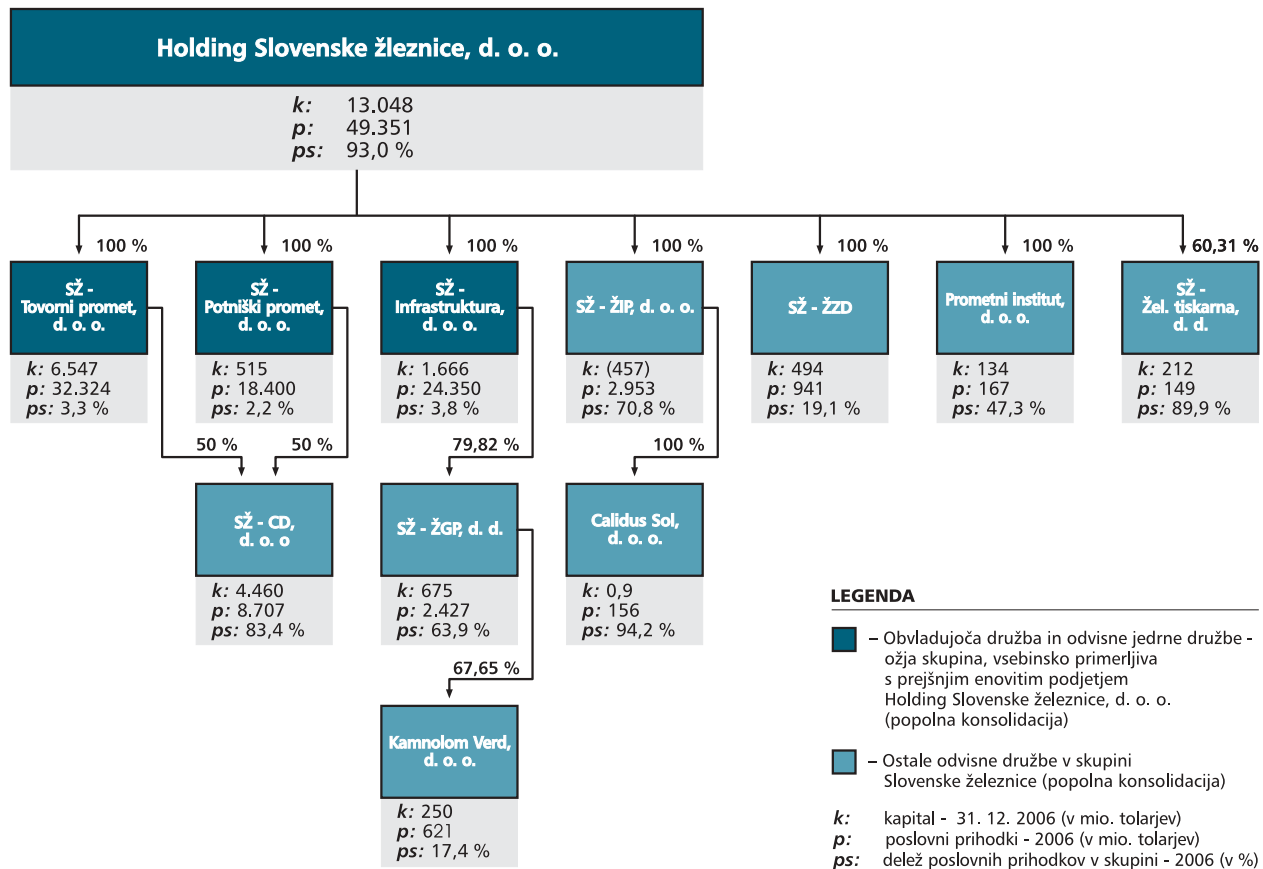 Holding Slovenske žleznice, d. o. o.
k: 13.048
p: 49.351
ps: 93,0 %
100 %
100 %
100 %
100 %
100 %
100 %
60,31 %
SŽ -
Tovorni promet,
d. o. o.
k: 6.547
p: 32.324
ps: 3,3 %
SŽ -
Potniški promet,
d. o. o.
k: 515
p: 18.400
ps: 2,2 %
SŽ -
Infrastruktura,
d. o. o.
k: 1.666
p: 24.350
ps: 3,8 %
SŽ - ŽIP, d. o. o.
k: (457)
p: 2.953
ps: 70,8 %
SŽ - ŽZD
k: 494
p: 941
ps: 19,1 %
Prometni institut,
d. o. o.
k: 134
p: 167
ps: 47,3 %
SŽ -
Žel. tiskarna,
d. d.
k: 212
p: 149
ps: 89,9 %
50 %
50 %
79,82 %
100 %
SŽ - CD,
d. o. o
k: 4.460
p: 8.707
ps: 83,4 %
SŽ - ŽGP, d. d.
k: 675
p: 2.427
ps: 63,9 %
Calidus Sol,
d. o. o.
k: 0,9
p: 156
ps: 94,2 %
67,65 %
Kamnolom Verd,
d. o. o.
k: 250
p: 621
ps: 17,4 %
LEGENDA
– Obvladujoča družba in odvisne jedrne družbe -
ožja skupina, vsebinsko primerljiva
s prejšnjim enovitim podjetjem
Holding Slovenske železnice, d. o. o.
(popolna konsolidacija)
– Ostale odvisne družbe v skupini
Slovenske železnice (popolna konsolidacija)
k: kapital - 31. 12. 2006 (v mio. tolarjev)
p: poslovni prihodki - 2006 (v mio. tolarjev)
ps: delež poslovnih prihodkov v skupini - 2006 (v %)